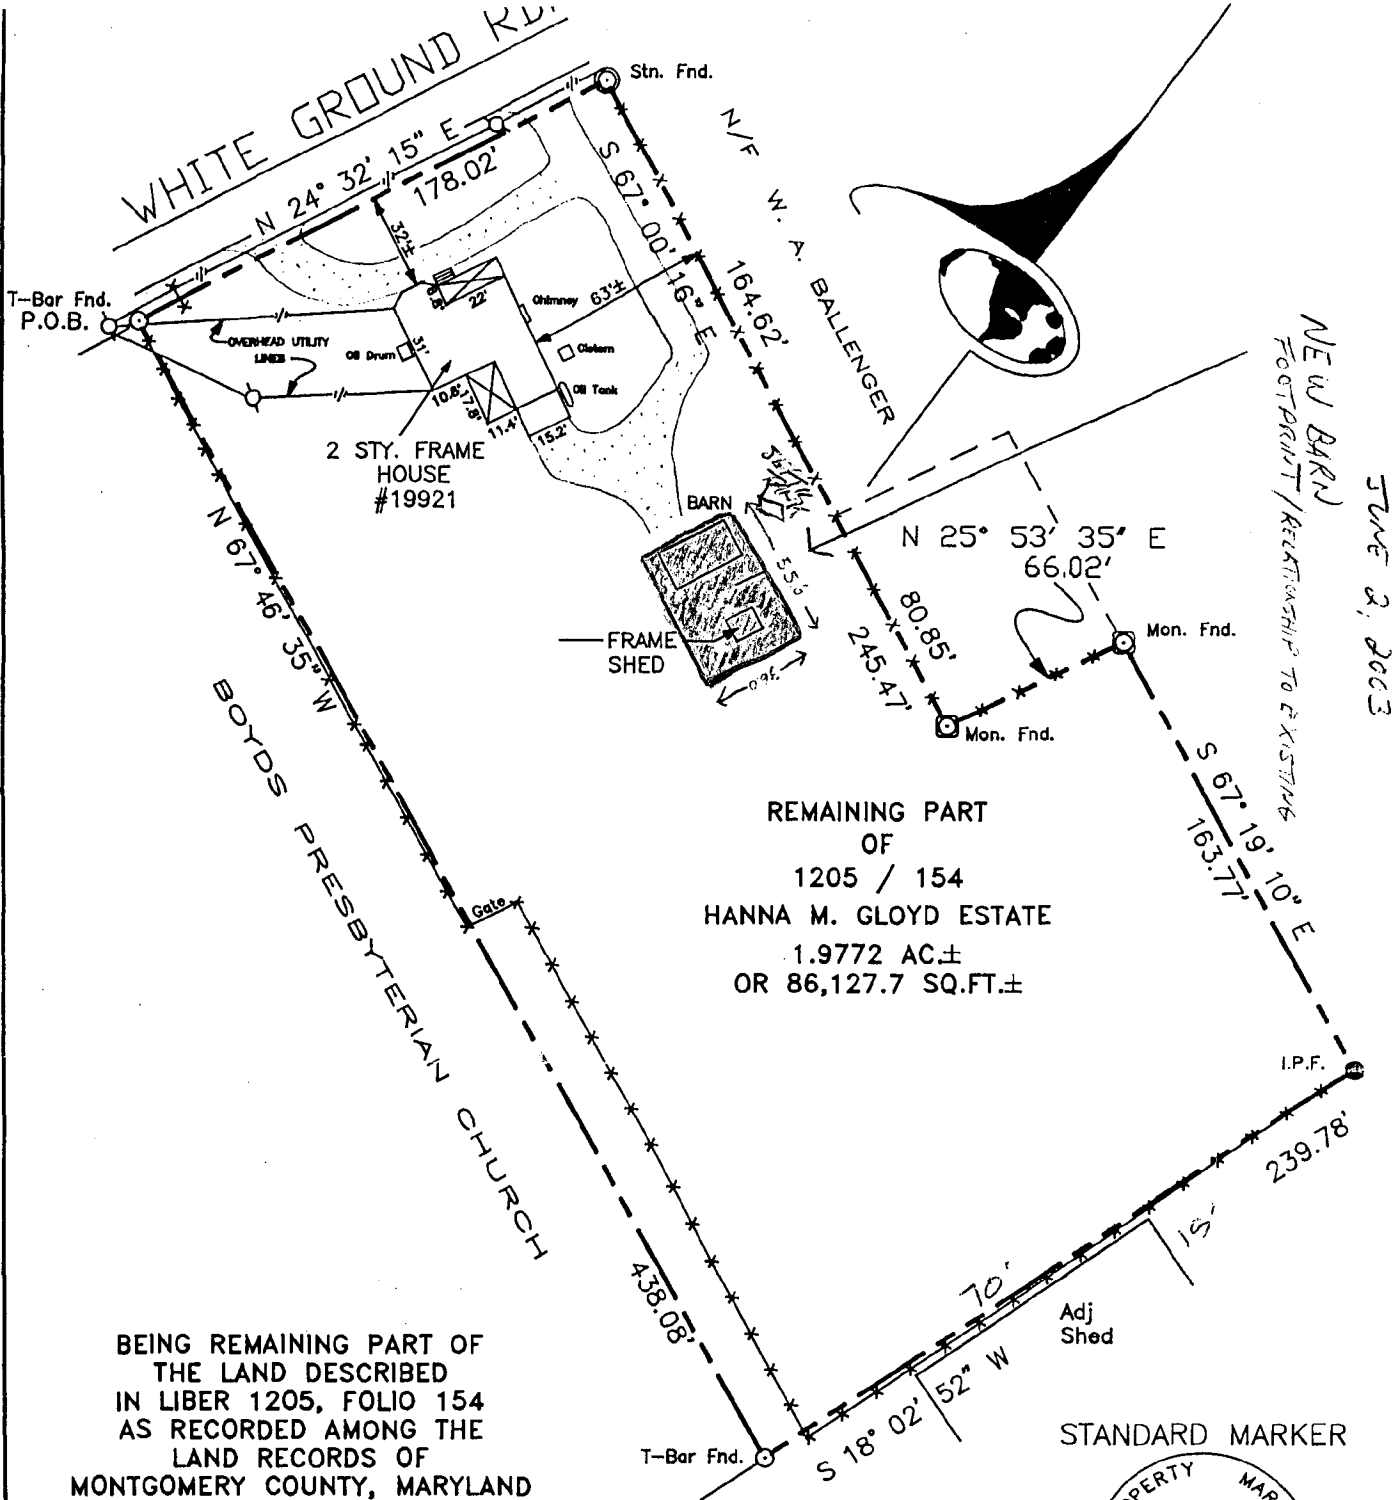 WHITE GROUND RD.
Stn. Fnd.
N 24° 32' 15" E
178.02'
N/F W. A. BALLENGER
S 67° 00' 16" E
164.62'
32'±
63'±
T-Bar Fnd.
P.O.B.
OVERHEAD UTILITY
LINES
Oil Drum
22'
31'
Chimney
Cistern
Oil Tank
10.8'
17.8'
11.4'
15.2'
2 STY. FRAME
HOUSE
#19921
BARN
FRAME
SHED
N 25° 53' 35" E
66.02'
80.85'
245.47'
Mon. Fnd.
Mon. Fnd.
NEW BARN
FOOTPRINT / RELATIONSHIP TO EXISTING
JUNE 2, 2003
N 67° 46' 35" W
BOYDS PRESBYTERIAN CHURCH
S 67° 19' 10" E
163.77'
REMAINING PART
OF
1205 / 154
HANNA M. GLOYD ESTATE
1.9772 AC.±
OR 86,127.7 SQ.FT.±
Gate
I.P.F.
239.78'
438.08'
70'
15'
Adj
Shed
S 18° 02' 52" W
T-Bar Fnd.
BEING REMAINING PART OF
THE LAND DESCRIBED
IN LIBER 1205, FOLIO 154
AS RECORDED AMONG THE
LAND RECORDS OF
MONTGOMERY COUNTY, MARYLAND
STANDARD MARKER